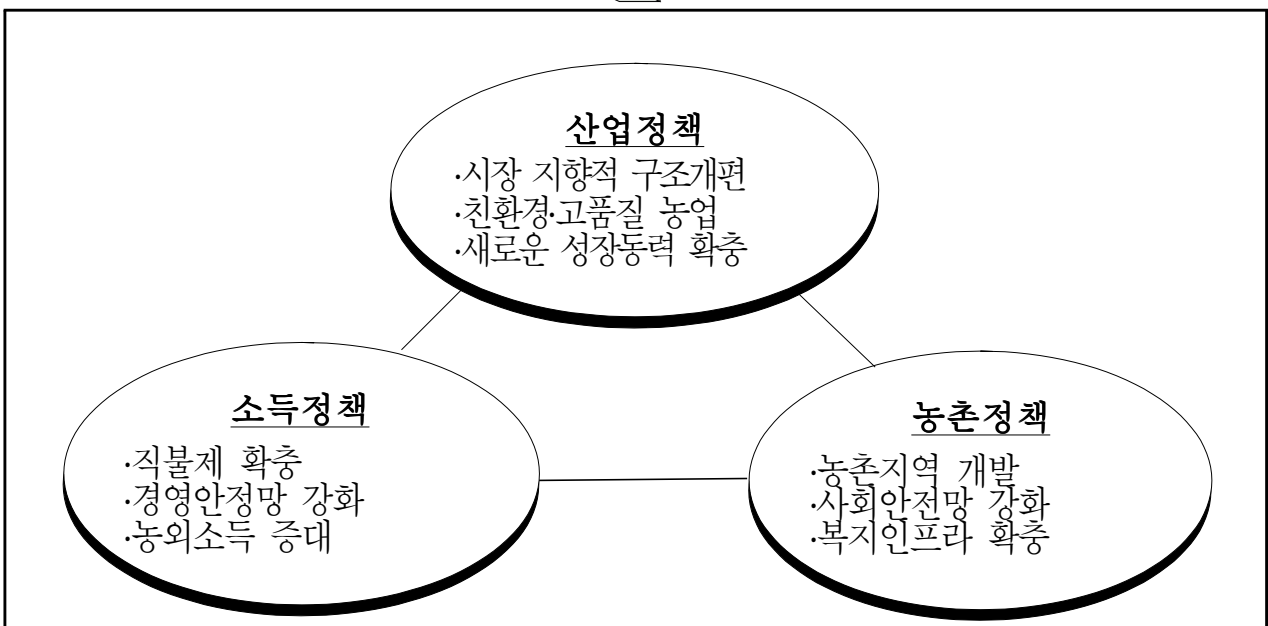 산업정책
·시장 지향적 구조개편
·친환경·고품질 농업
·새로운 성장동력 확충
소득정책
·직불제 확충
·경영안정망 강화
·농외소득 증대
농촌정책
·농촌지역 개발
·사회안전망 강화
·복지인프라 확충